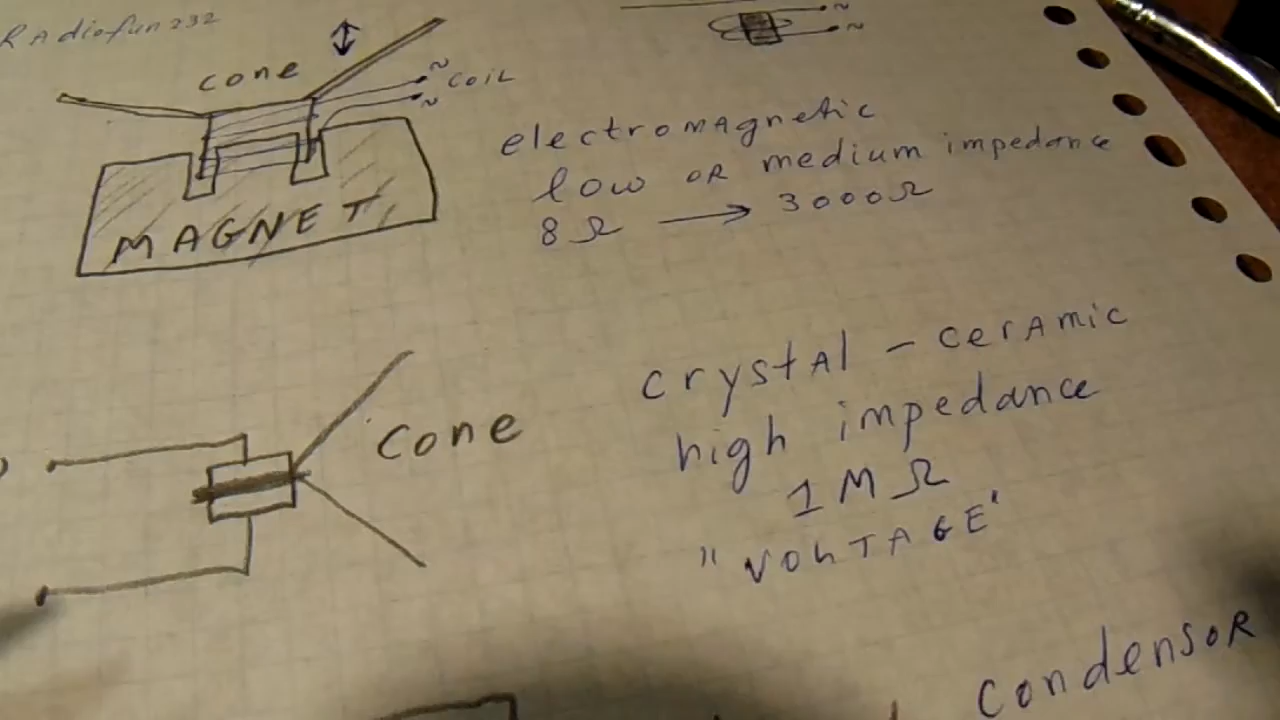 RAdiofun232
cone
~
~ COIL
~
~
MAGNET
electromagnetic
low OR medium impedance
8Ω → 3000Ω
cone
crystAl - cerAmic
high impedance
1MΩ
"VOLTAGE"
CondensoR